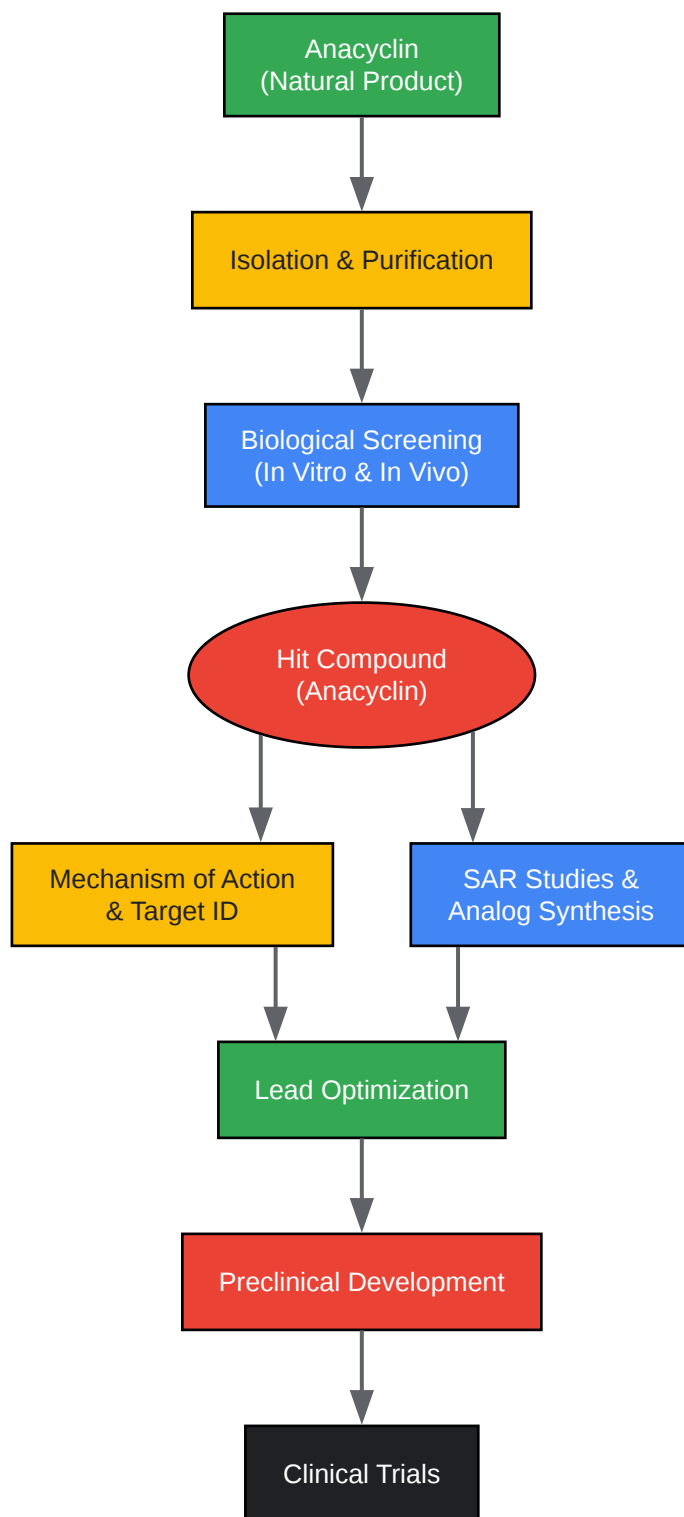 Anacyclin
(Natural Product)
Isolation & Purification
Biological Screening
(In Vitro & In Vivo)
Hit Compound
(Anacyclin)
Mechanism of Action
& Target ID
SAR Studies &
Analog Synthesis
Lead Optimization
Preclinical Development
Clinical Trials